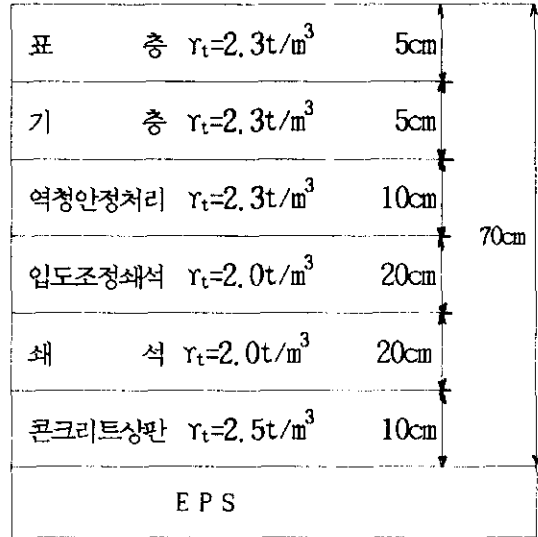 표 층 γt=2.3t/m³ 5cm
기 층 γt=2.3t/m³ 5cm
역청안정처리 γt=2.3t/m³ 10cm
70cm
입도조정쇄석 γt=2.0t/m³ 20cm
쇄 석 γt=2.0t/m³ 20cm
콘크리트상판 γt=2.5t/m³ 10cm
E P S